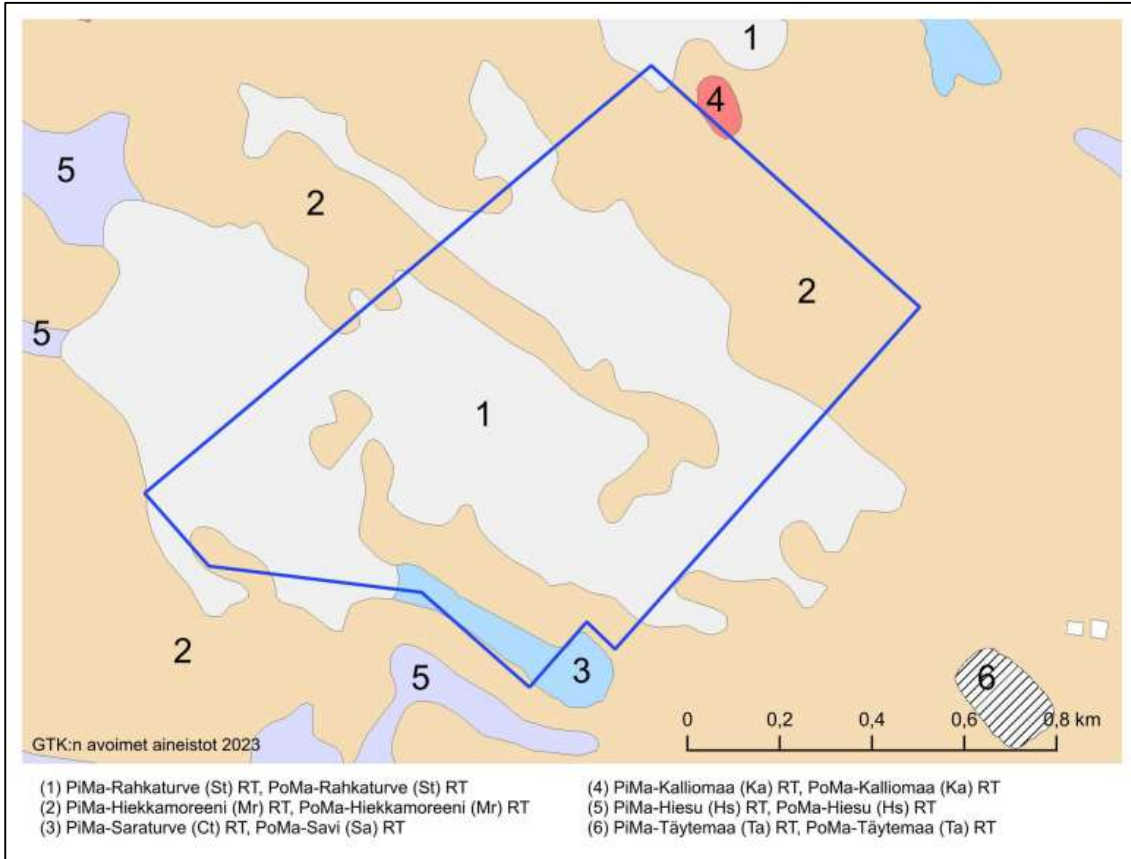 1
4
5
2
2
5
1
2
3
5
6
0 0,2 0,4 0,6 0,8 km
GTK:n avoimet aineistot 2023
(1) PiMa-Rahkaturve (St) RT, PoMa-Rahkaturve (St) RT
(2) PiMa-Hiekkamoreeni (Mr) RT, PoMa-Hiekkamoreeni (Mr) RT
(3) PiMa-Saraturve (Ct) RT, PoMa-Savi (Sa) RT
(4) PiMa-Kalliomaa (Ka) RT, PoMa-Kalliomaa (Ka) RT
(5) PiMa-Hiesu (Hs) RT, PoMa-Hiesu (Hs) RT
(6) PiMa-Täytemaa (Ta) RT, PoMa-Täytemaa (Ta) RT